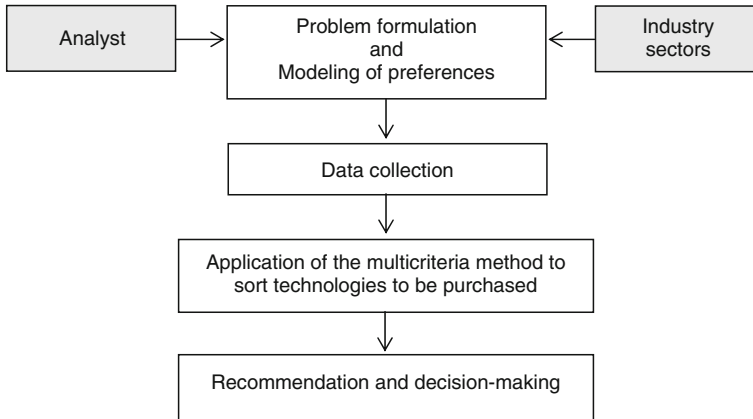 Analyst
Problem formulation
and
Modeling of preferences
Industry
sectors
Data collection
Application of the multicriteria method to
sort technologies to be purchased
Recommendation and decision-making